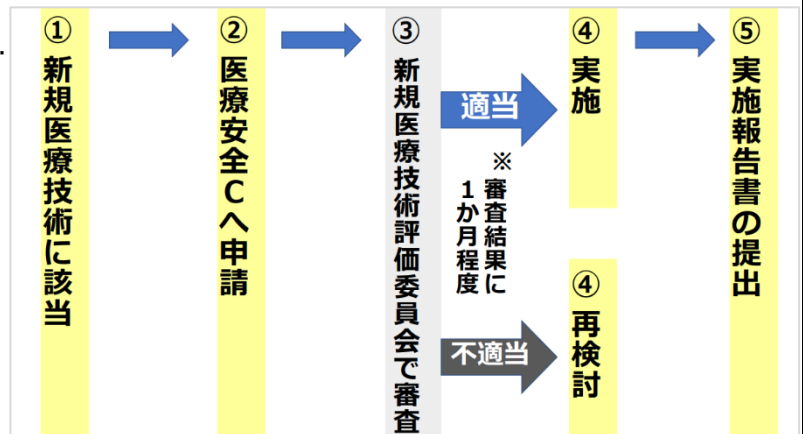 ①新規医療技術に該当
②医療安全Cへ申請
③新規医療技術評価委員会で審査
適当
※審査結果に
1か月程度
不適当
④実施
④再検討
⑤実施報告書の提出